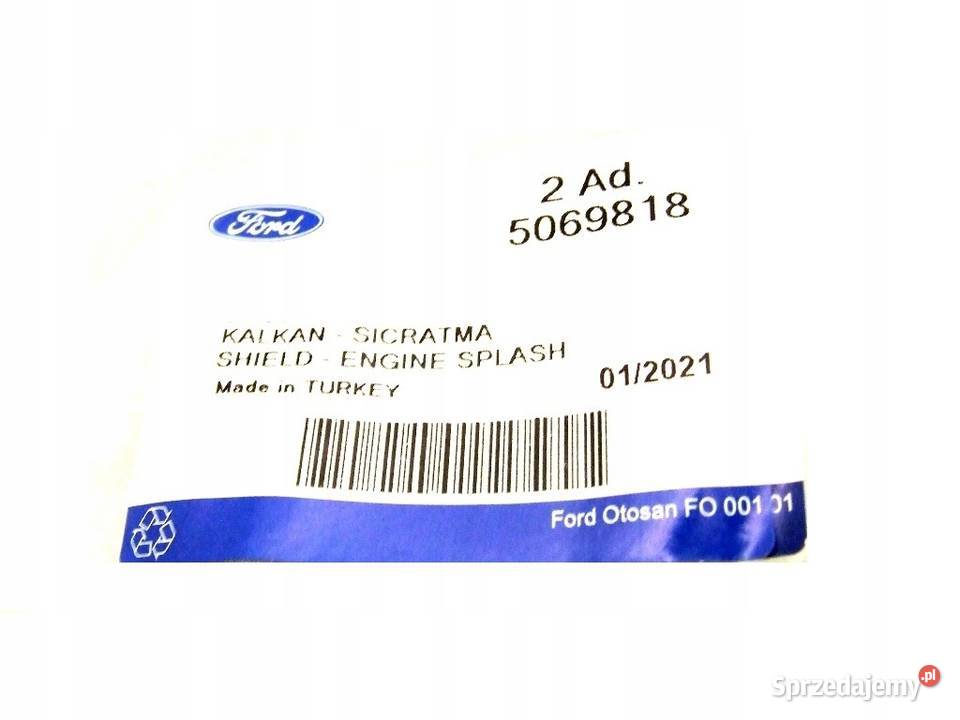 2 Ad.
5069818
Ford
KALKAN - SICRATMA
SHIELD - ENGINE SPLASH
Made in TURKEY
01/2021
Ford Otosan FO 001 01
Sprzedajemy.pl